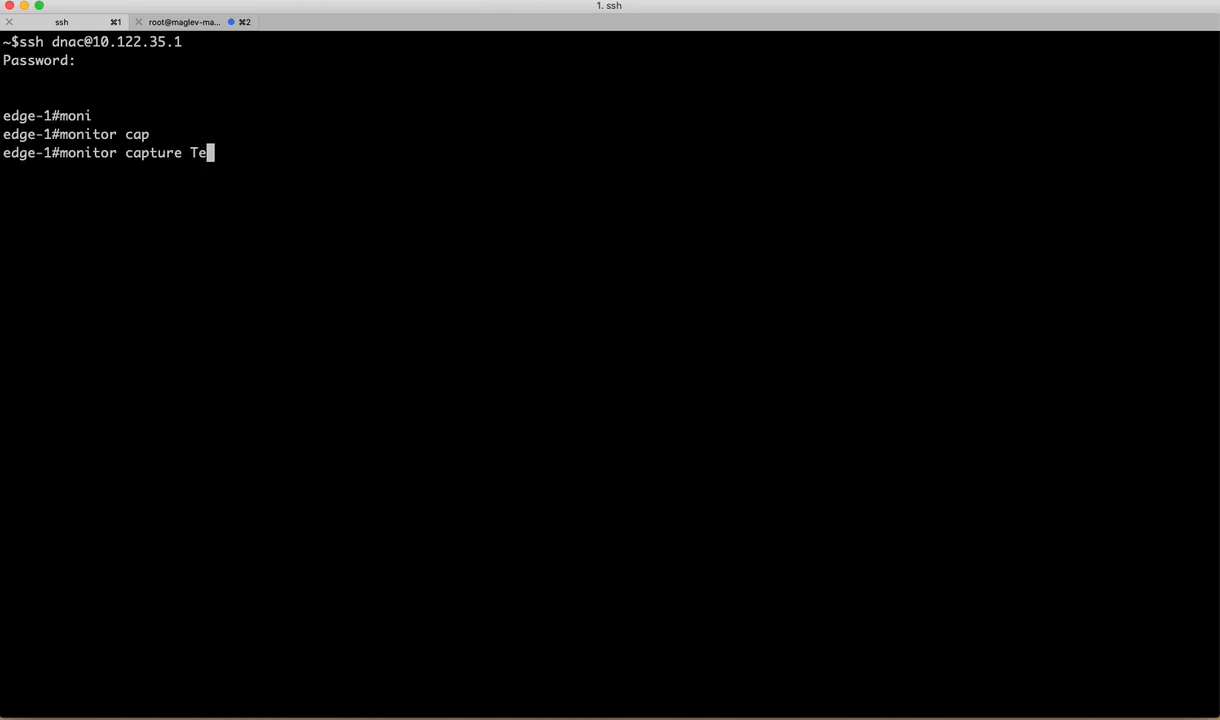 1. ssh
ssh ⌘1 root@maglev-ma... ⌘2
~$ssh dnac@10.122.35.1
Password:
edge-1#moni
edge-1#monitor cap
edge-1#monitor capture Te